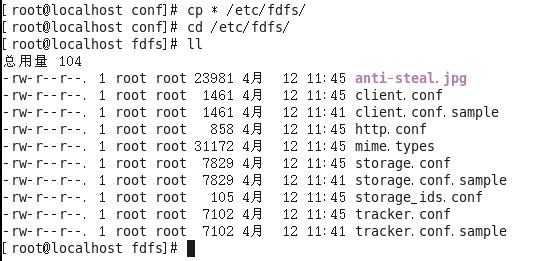 [root@localhost conf]# cp * /etc/fdfs/
[root@localhost conf]# cd /etc/fdfs/
[root@localhost fdfs]# ll
总用量 104
-rw-r--r--. 1 root root 23981 4月  12 11:45 anti-steal.jpg
-rw-r--r--. 1 root root  1461 4月  12 11:45 client.conf
-rw-r--r--. 1 root root  1461 4月  12 11:41 client.conf.sample
-rw-r--r--. 1 root root   858 4月  12 11:45 http.conf
-rw-r--r--. 1 root root 31172 4月  12 11:45 mime.types
-rw-r--r--. 1 root root  7829 4月  12 11:45 storage.conf
-rw-r--r--. 1 root root  7829 4月  12 11:41 storage.conf.sample
-rw-r--r--. 1 root root   105 4月  12 11:45 storage_ids.conf
-rw-r--r--. 1 root root  7102 4月  12 11:45 tracker.conf
-rw-r--r--. 1 root root  7102 4月  12 11:41 tracker.conf.sample
[root@localhost fdfs]#